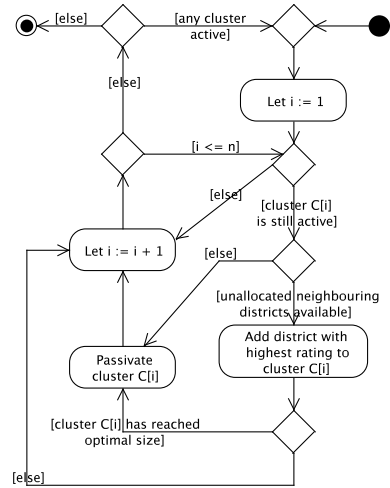 [else]
[any cluster
active]
[else]
Let i := 1
[i <= n]
[else]
[cluster C[i]
is still active]
Let i := i + 1
[else]
[unallocated neighbouring
districts available]
Add district with
highest rating to
cluster C[i]
Passivate
cluster C[i]
[cluster C[i] has reached
optimal size]
[else]